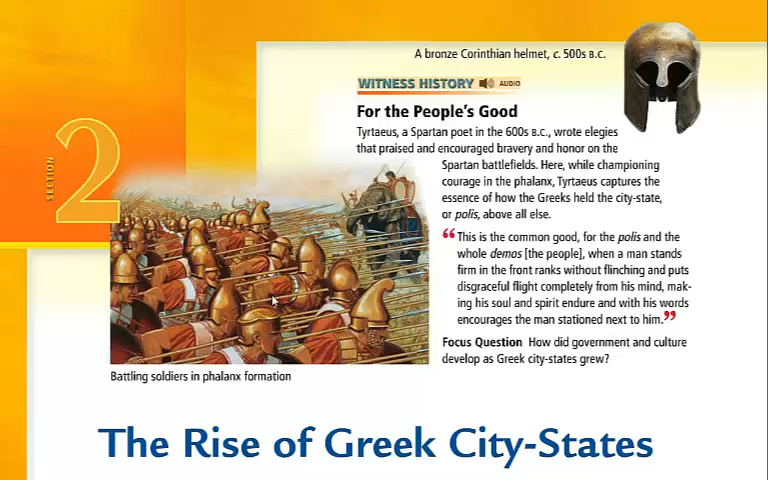 A bronze Corinthian helmet, c. 500s B.C.
WITNESS HISTORY AUDIO
For the People's Good
Tyrtaeus, a Spartan poet in the 600s B.C., wrote elegies
that praised and encouraged bravery and honor on the
Spartan battlefields. Here, while championing
courage in the phalanx, Tyrtaeus captures the
essence of how the Greeks held the city-state,
or polis, above all else.
“This is the common good, for the polis and the
whole demos [the people], when a man stands
firm in the front ranks without flinching and puts
disgraceful flight completely from his mind, mak-
ing his soul and spirit endure and with his words
encourages the man stationed next to him.”
Focus Question How did government and culture
develop as Greek city-states grew?
SECTION 2
Battling soldiers in phalanx formation
The Rise of Greek City-States